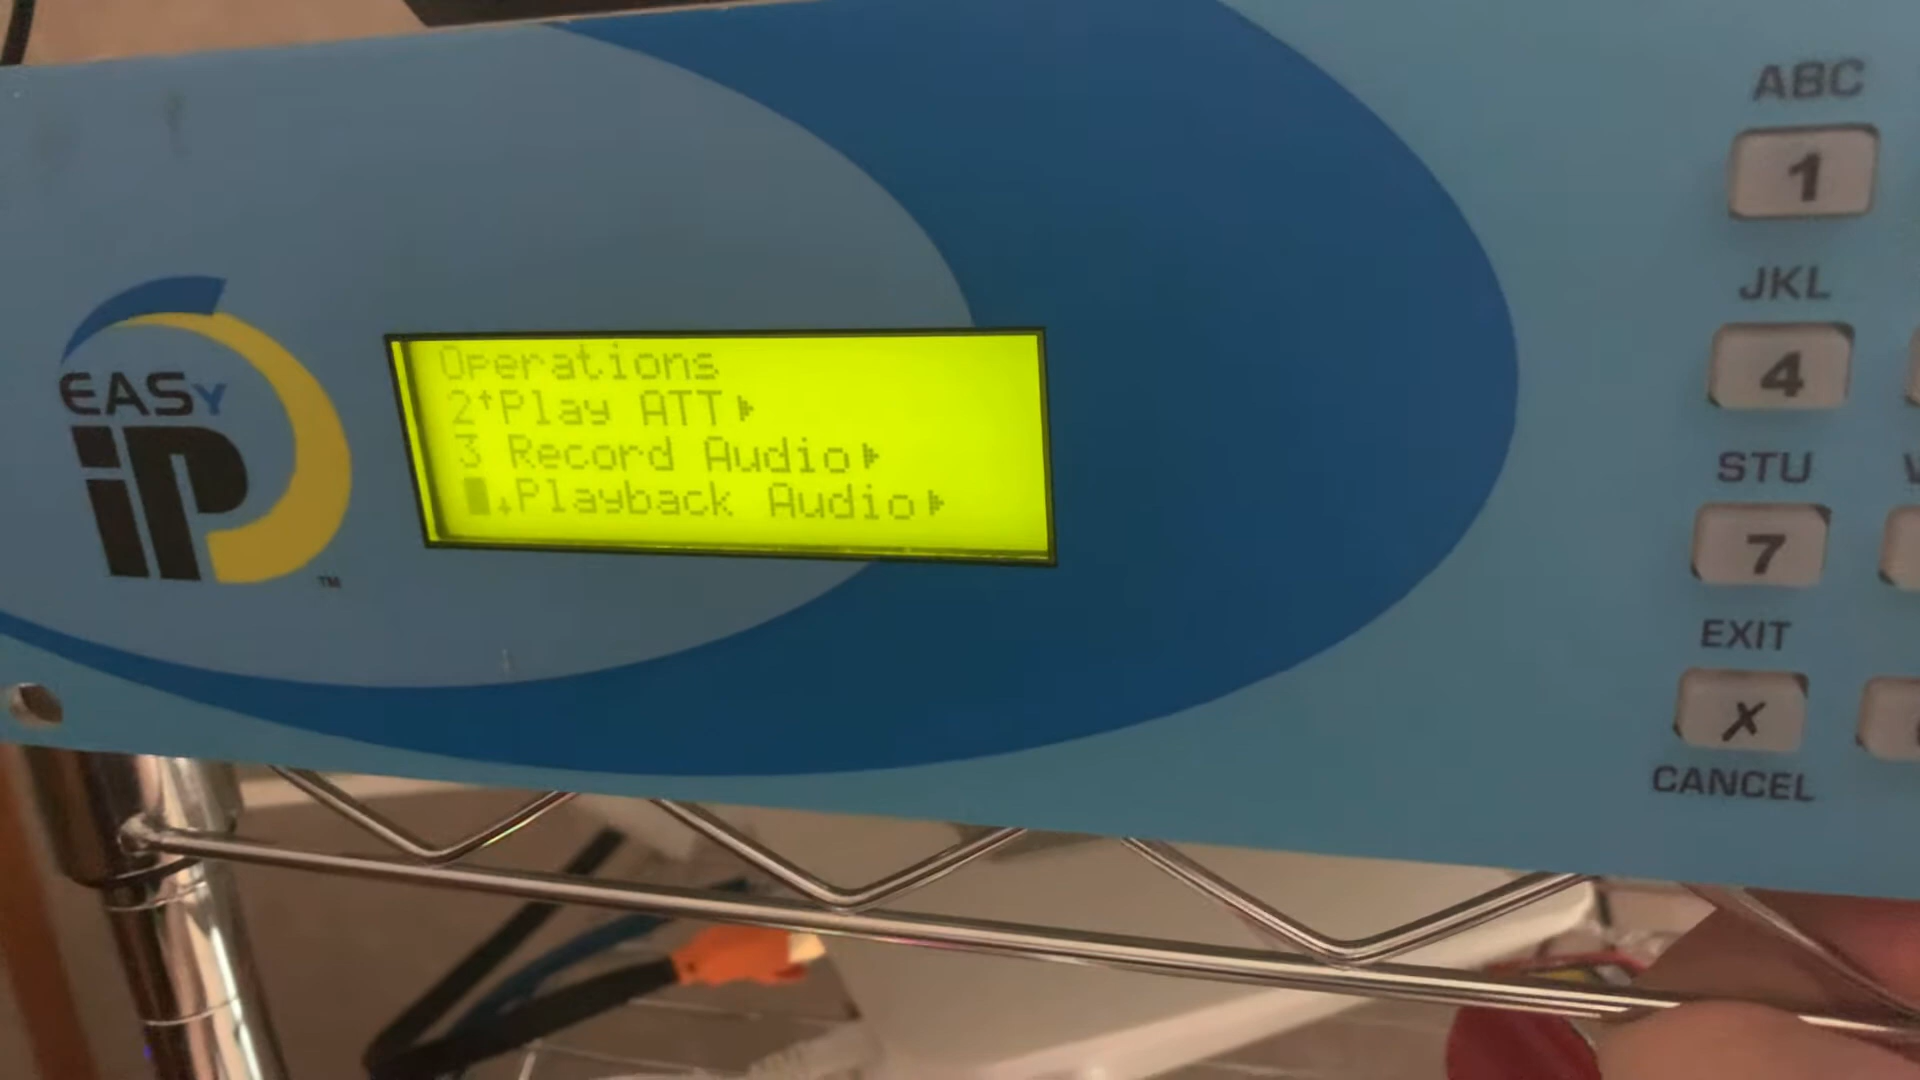 EASy
iP
™
Operations
2↑Play ATT▶
3 Record Audio▶
↓Playback Audio▶
ABC
1
JKL
4
STU
7
EXIT
X
CANCEL